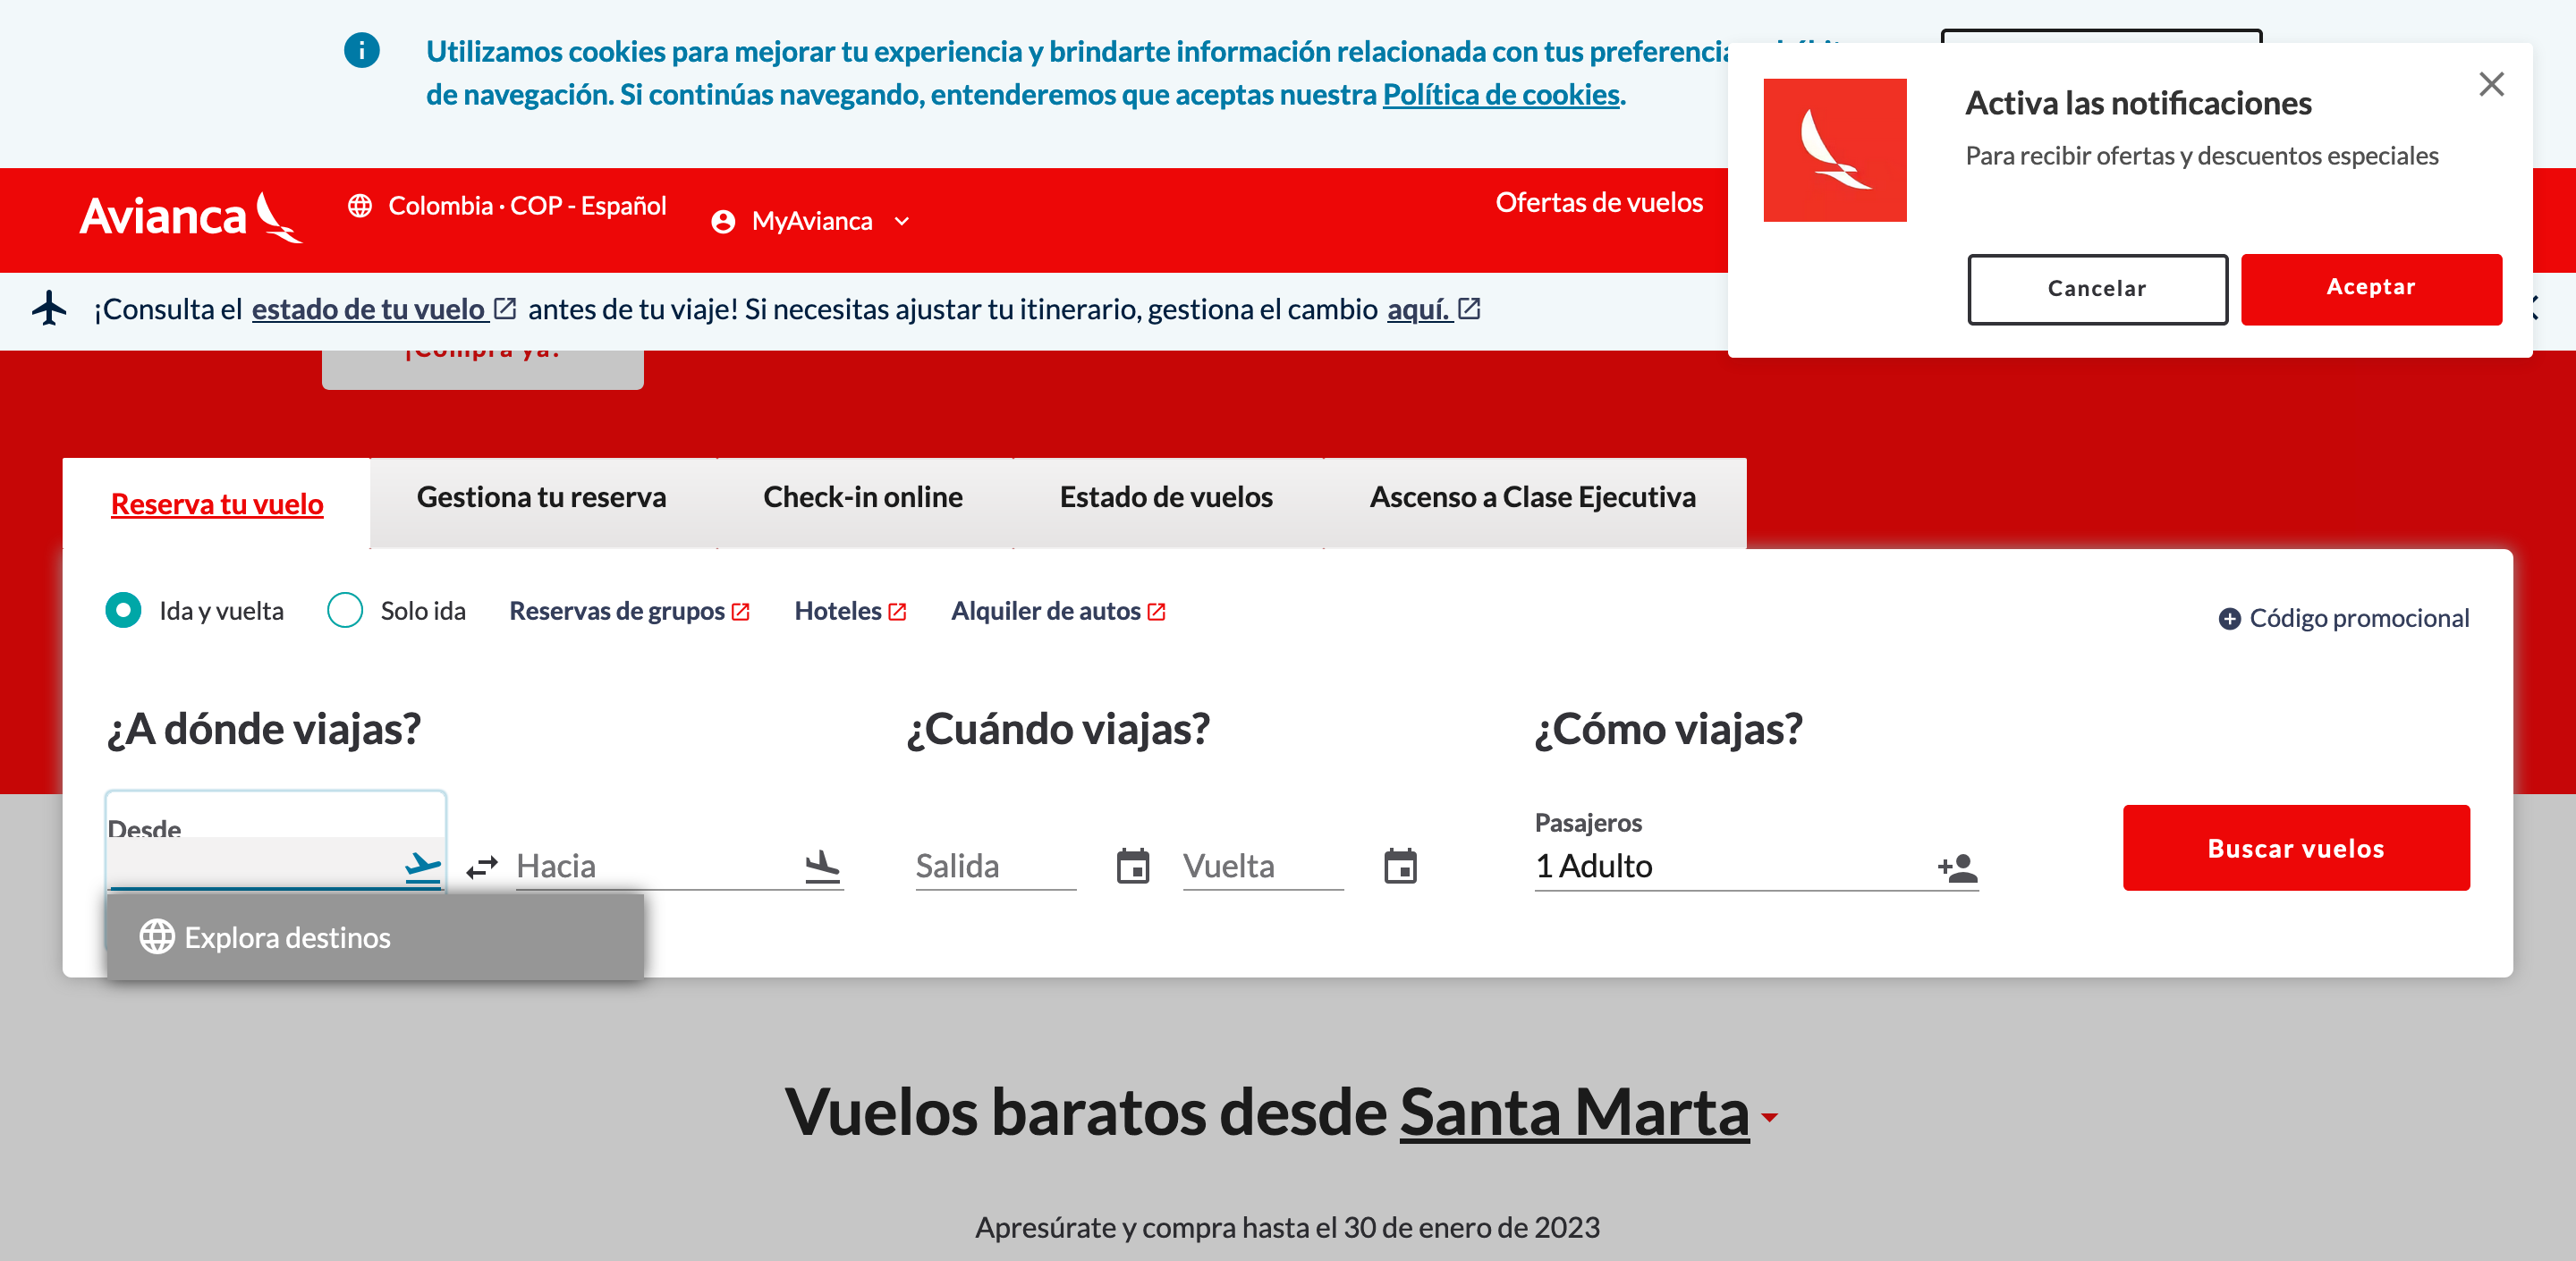 Utilizamos cookies para mejorar tu experiencia y brindarte información relacionada con tus
de navegación. Si continúas navegando, entenderemos que aceptas nuestra Política de cookies.
Activa las notificaciones
Para recibir ofertas y descuentos especiales
Cancelar
Aceptar
Avianca
Colombia · COP - Español
MyAvianca
Ofertas de vuelos
¡Consulta el estado de tu vuelo antes de tu viaje! Si necesitas ajustar tu itinerario, gestiona el cambio aquí.
¡Compra ya!
Reserva tu vuelo
Gestiona tu reserva
Check-in online
Estado de vuelos
Ascenso a Clase Ejecutiva
Ida y vuelta
Solo ida
Reservas de grupos
Hoteles
Alquiler de autos
Código promocional
¿A dónde viajas?
¿Cuándo viajas?
¿Cómo viajas?
Desde
Hacia
Salida
Vuelta
Pasajeros
1 Adulto
Buscar vuelos
Explora destinos
Vuelos baratos desde Santa Marta
Apresúrate y compra hasta el 30 de enero de 2023